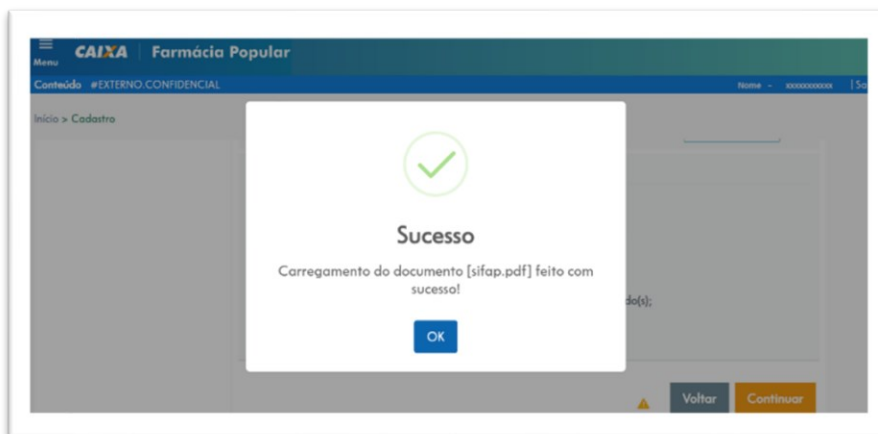 Menu
CAIXA | Farmácia Popular
Conteúdo #EXTERNO.CONFIDENCIAL
Nome - xxxxxxxxxxx | Sa
Início > Cadastro
Sucesso
Carregamento do documento [sifap.pdf] feito com
sucesso!
do(s);
OK
Voltar
Continuar